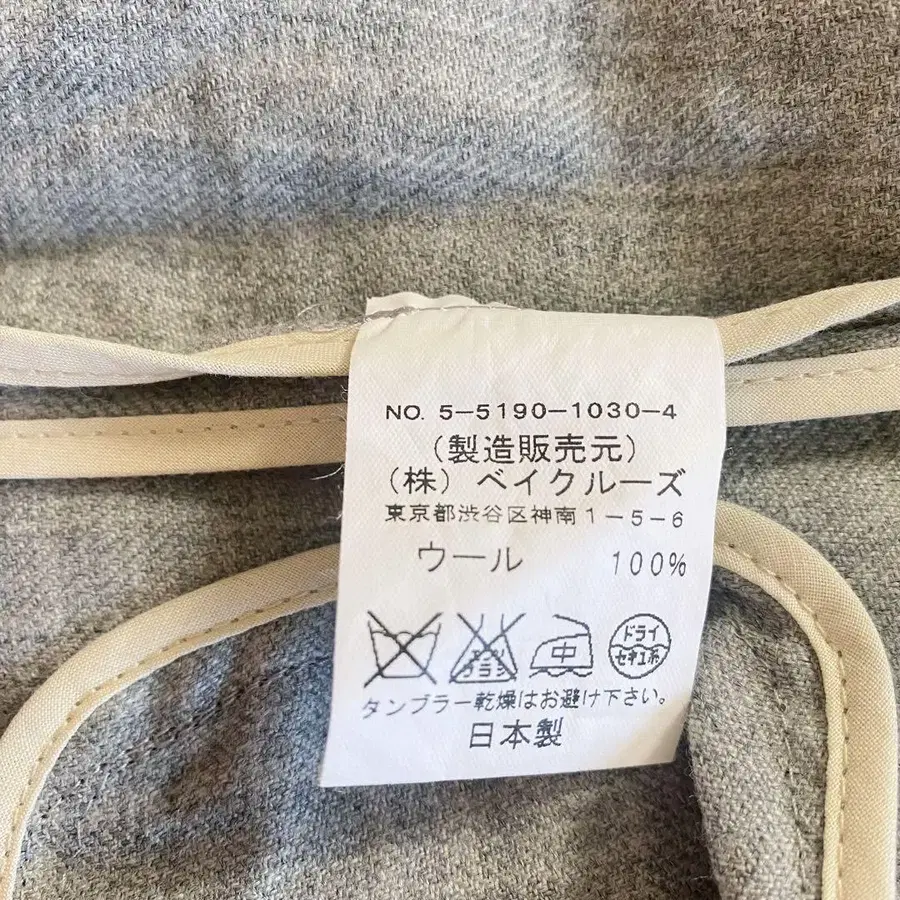 NO. 5-5190-1030-4
(製造販売元)
(株) ベイクルーズ
東京都渋谷区神南1-5-6
ウール 100%
中 ドライ
セキユ系
タンブラー乾燥はお避け下さい。
日本製